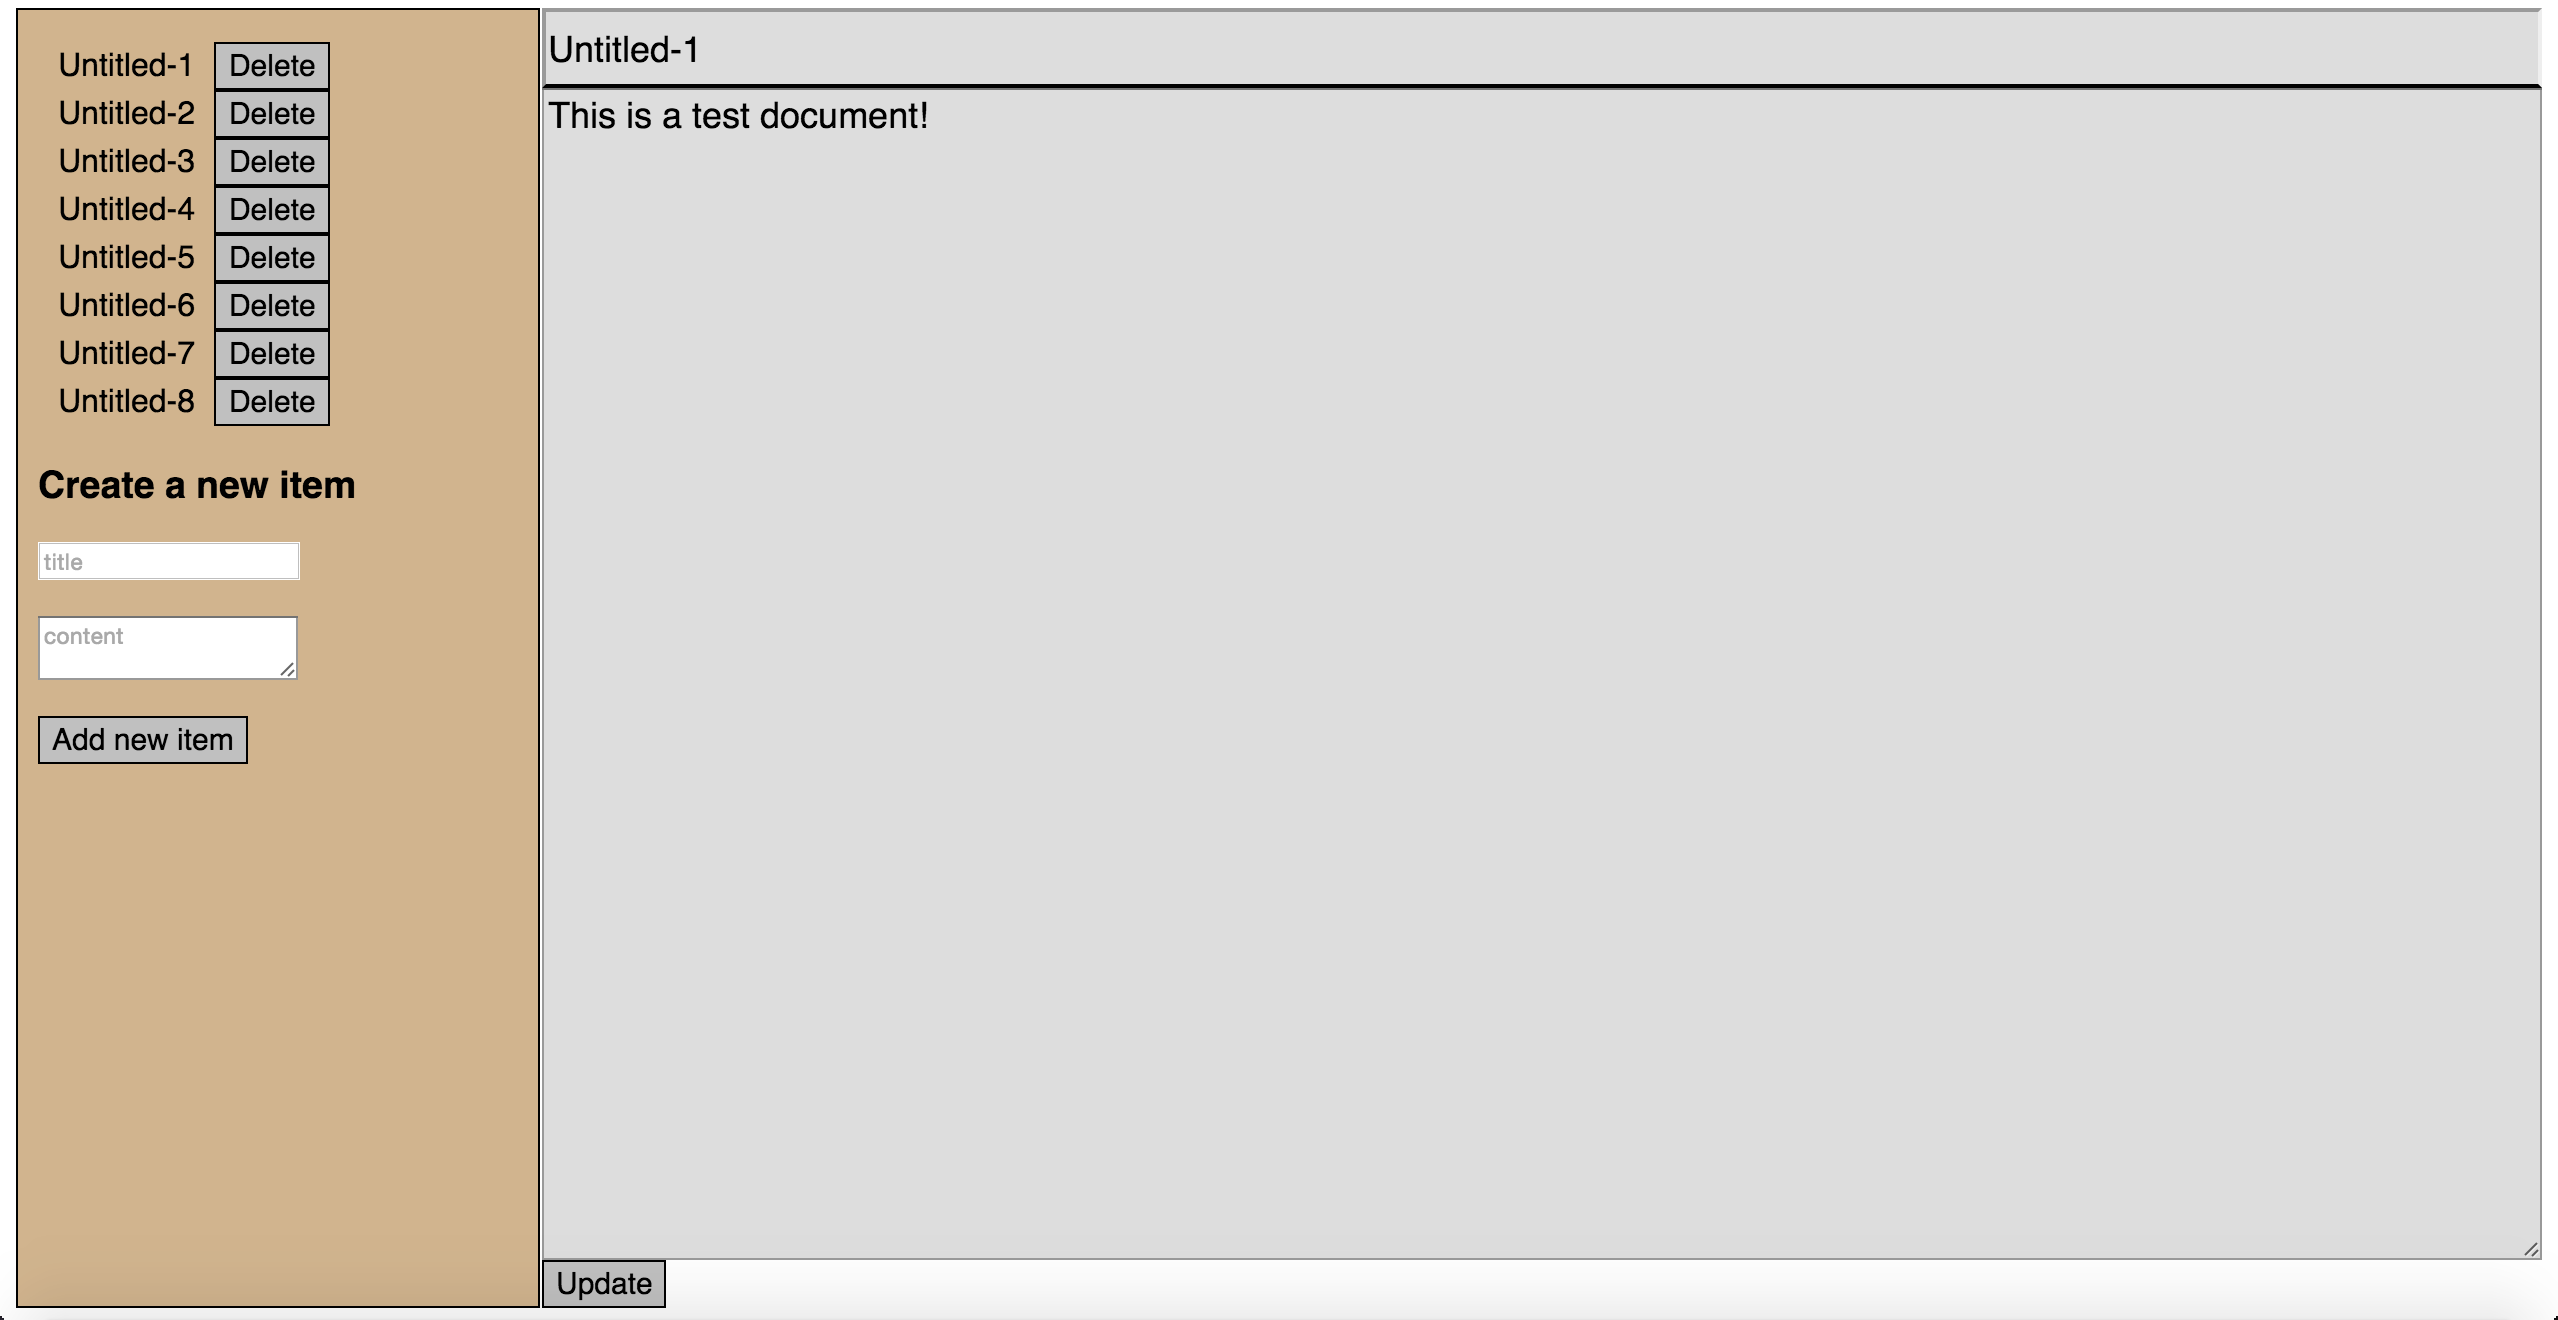 Untitled-1 Delete
Untitled-2 Delete
Untitled-3 Delete
Untitled-4 Delete
Untitled-5 Delete
Untitled-6 Delete
Untitled-7 Delete
Untitled-8 Delete
Create a new item
title
content
Add new item
Untitled-1
This is a test document!
Update